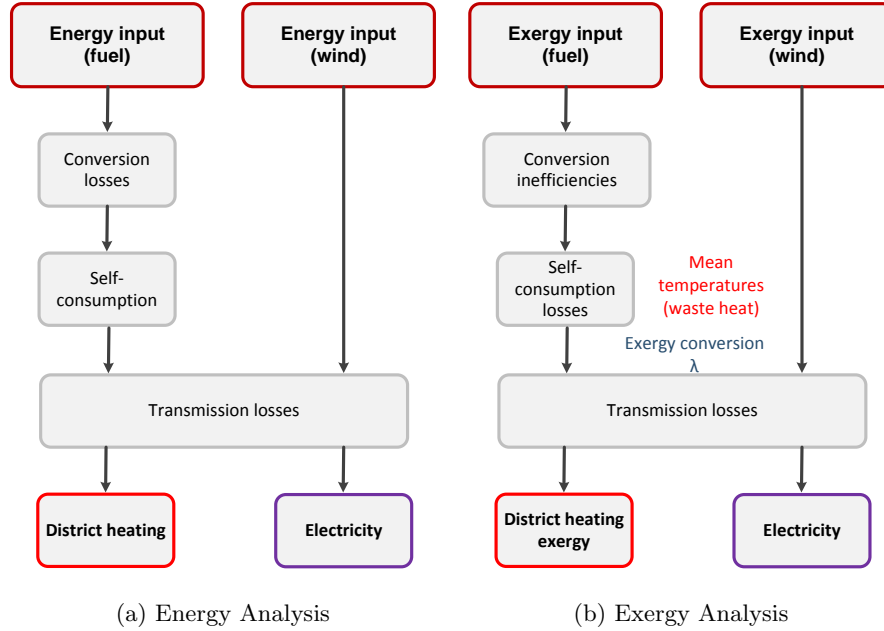 Energy input
(fuel)
Energy input
(wind)
Conversion
losses
Self-
consumption
Transmission losses
District heating
Electricity
(a) Energy Analysis
Exergy input
(fuel)
Exergy input
(wind)
Conversion
inefficiencies
Self-
consumption
losses
Mean
temperatures
(waste heat)
Exergy conversion
λ
Transmission losses
District heating
exergy
Electricity
(b) Exergy Analysis